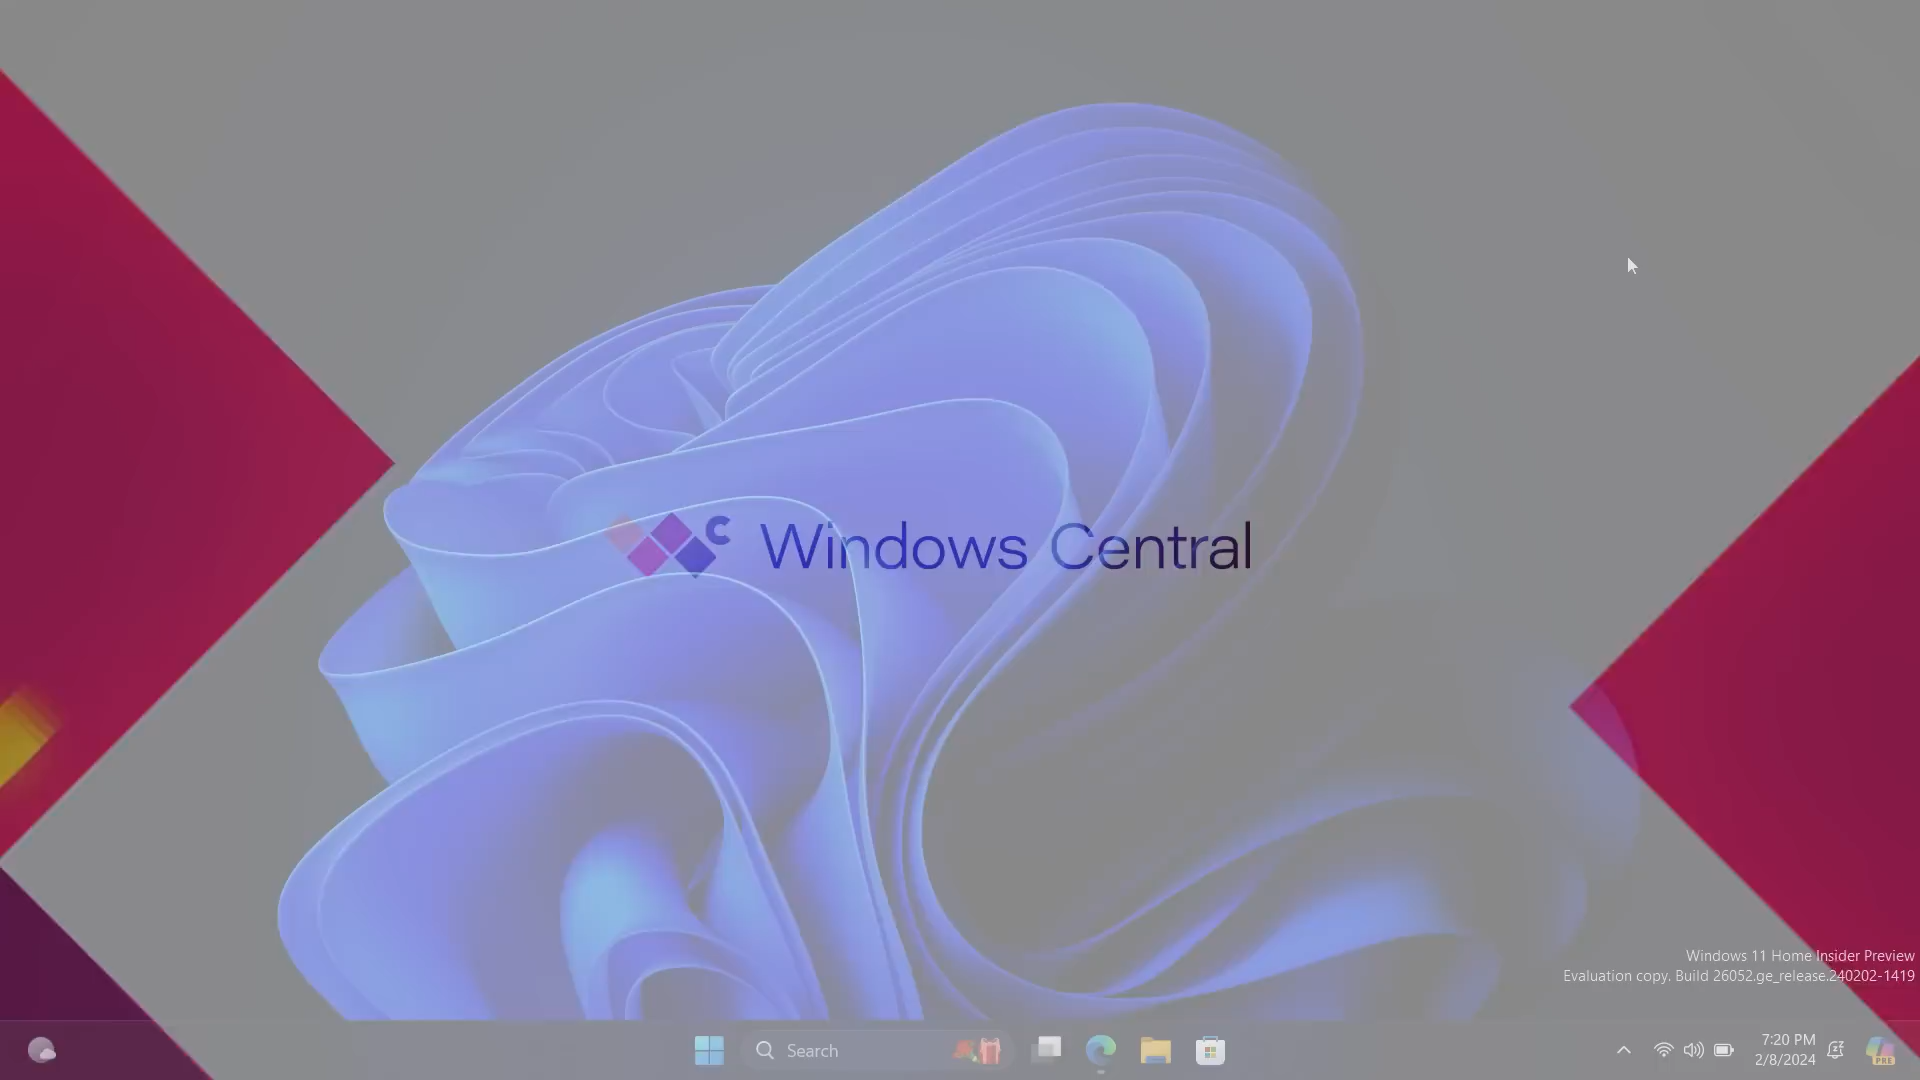 C
Windows Central
Windows 11 Home Insider Preview
Evaluation copy. Build 26052.ge_release.240202-1419
Search
7:20 PM
2/8/2024
PRE